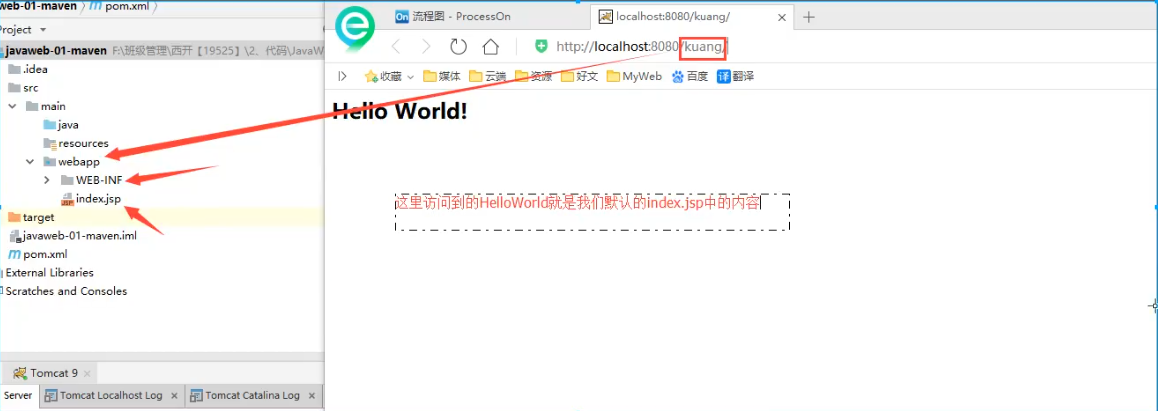 web-01-maven pom.xml
Project
javaweb-01-maven F:\班级管理\西开【19525】\2、代码\JavaW
.idea
src
main
java
resources
webapp
WEB-INF
index.jsp
target
javaweb-01-maven.iml
pom.xml
External Libraries
Scratches and Consoles
Tomcat 9
Server Tomcat Localhost Log Tomcat Catalina Log
On 流程图 - ProcessOn localhost:8080/kuang/
http://localhost:8080/kuang/
收藏 媒体 云端 资源 好文 MyWeb 百度 译 翻译
Hello World!
这里访问到的HelloWorld就是我们默认的index.jsp中的内容